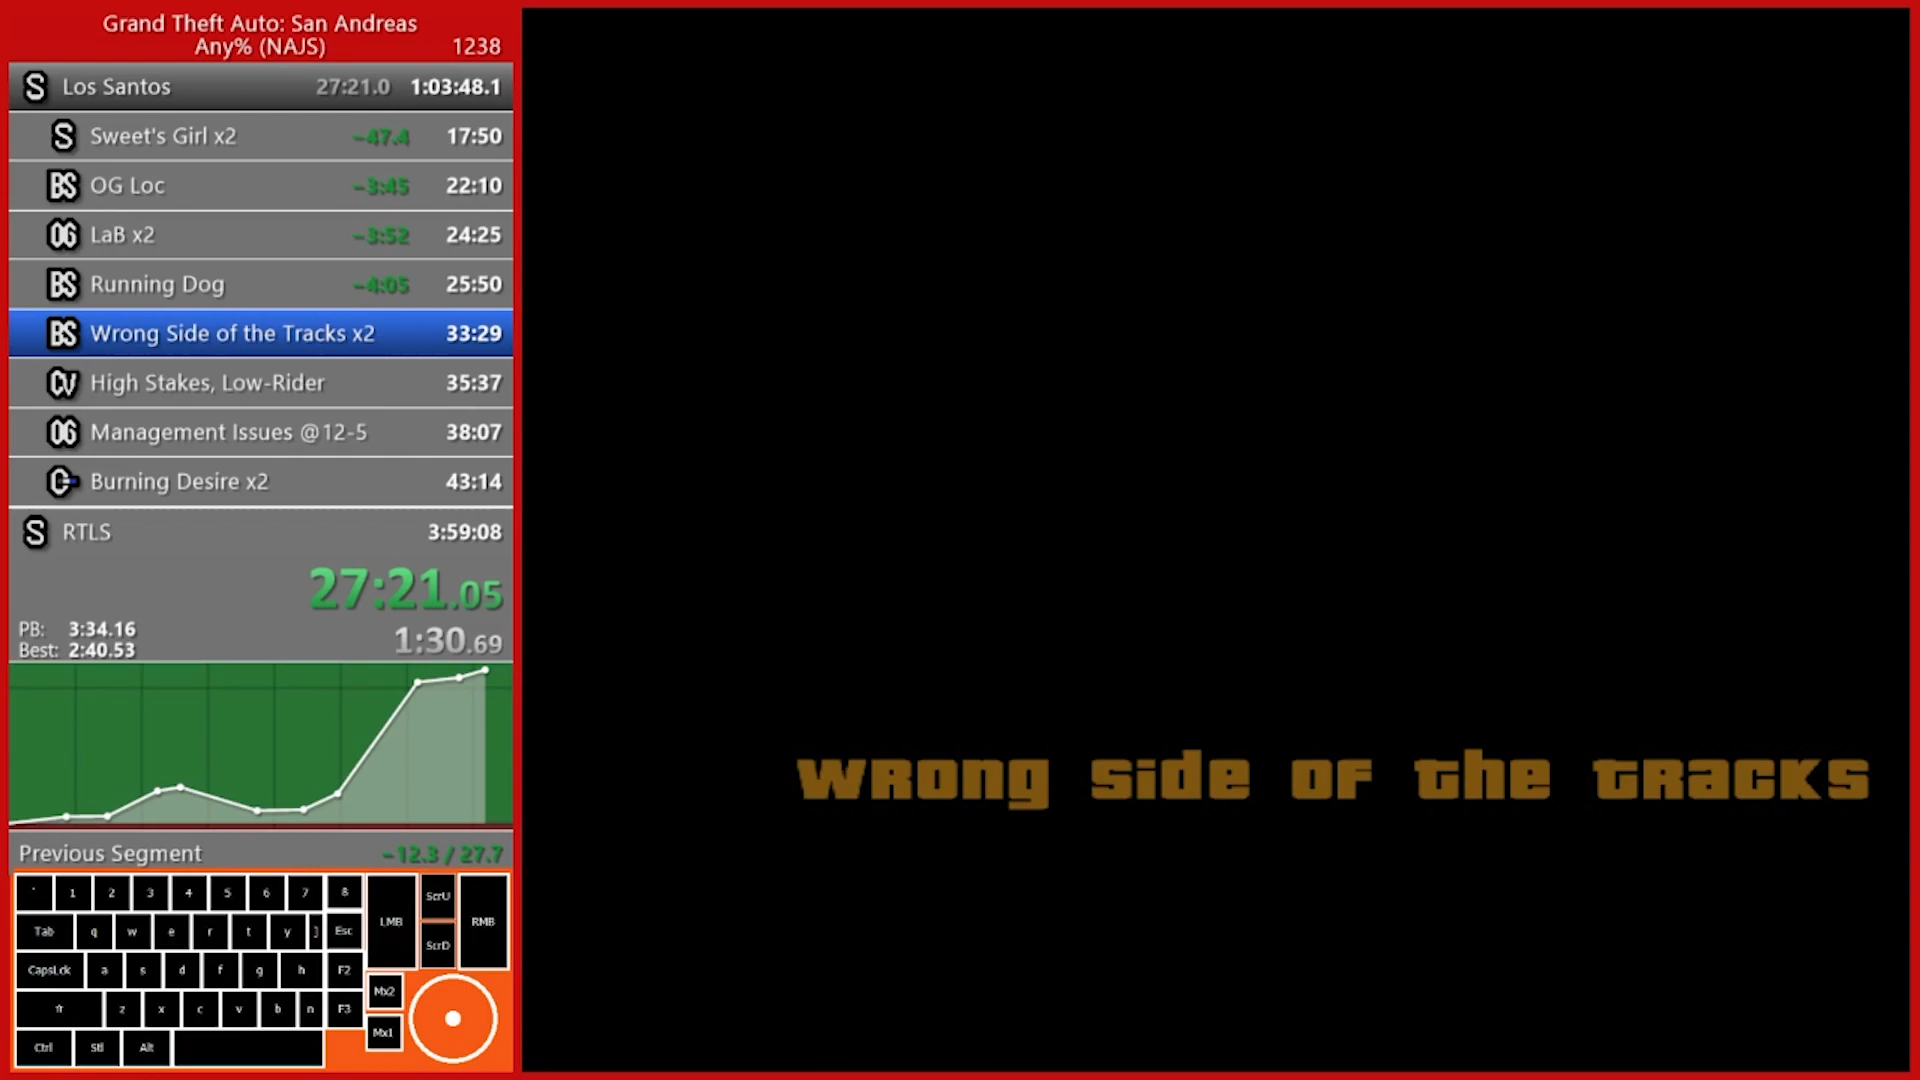 Grand Theft Auto: San Andreas
Any% (NAJS) 1238
S Los Santos 27:21.0 1:03:48.1
S Sweet's Girl x2 -47.4 17:50
BS OG Loc -3:45 22:10
OG LaB x2 -3:52 24:25
BS Running Dog -4:05 25:50
BS Wrong Side of the Tracks x2 33:29
CV High Stakes, Low-Rider 35:37
OG Management Issues @12-5 38:07
C Burning Desire x2 43:14
S RTLS 3:59:08
27:21.05
PB: 3:34.16
Best: 2:40.53
1:30.69
Previous Segment -12.3 / 27.7
` 1 2 3 4 5 6 7 8
Tab q w e r t y ] Esc
CapsLck a s d f g h F2
⇧ z x c v b n F3
Ctrl Stl Alt
LMB ScrU RMB
ScrD
Mx2
Mx1
Wrong Side of the Tracks